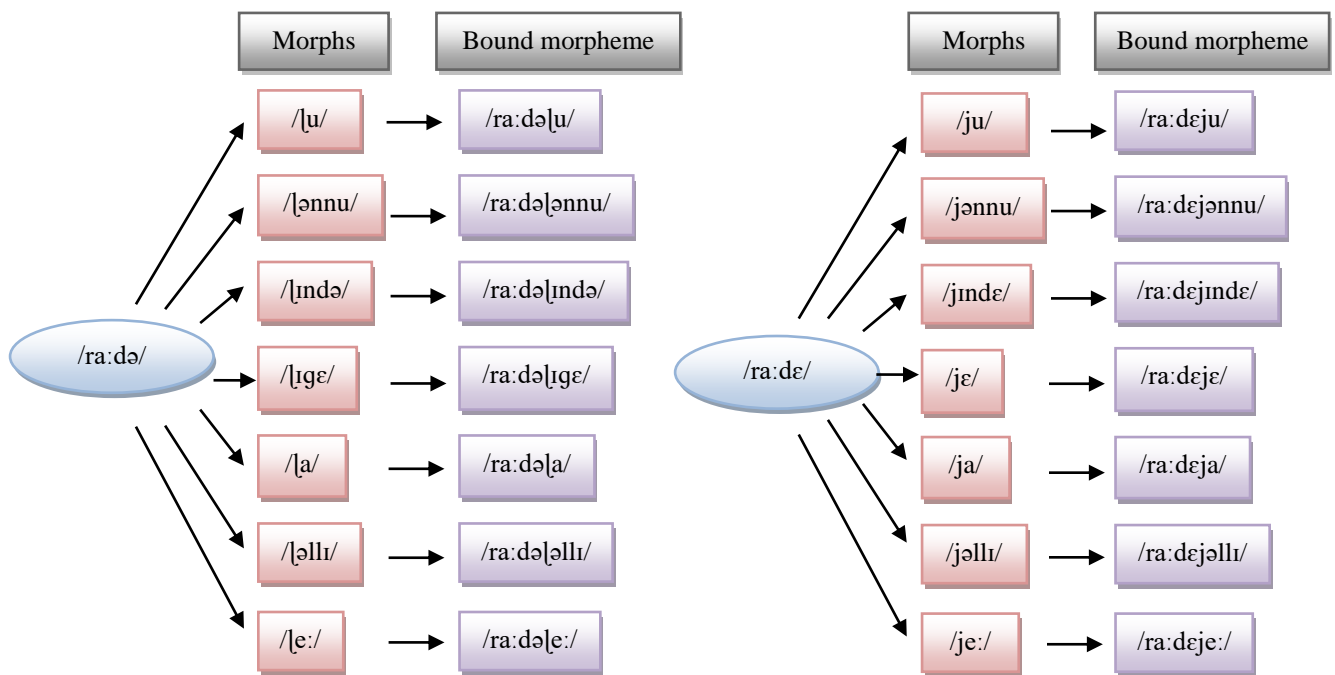 Morphs Bound morpheme Morphs Bound morpheme
/ɭu/ /ra:dəɭu/ /ju/ /ra:dɛju/
/ɭənnu/ /ra:dəɭənnu/ /jənnu/ /ra:dɛjənnu/
/ɭɪndə/ /ra:dəɭɪndə/ /jɪndɛ/ /ra:dɛjɪndɛ/
/ra:də/ /ɭɪɡɛ/ /ra:dəɭɪɡɛ/ /ra:dɛ/ /jɛ/ /ra:dɛjɛ/
/ɭa/ /ra:dəɭa/ /ja/ /ra:dɛja/
/ɭəllɪ/ /ra:dəɭəllɪ/ /jəllɪ/ /ra:dɛjəllɪ/
/ɭe:/ /ra:dəɭe:/ /je:/ /ra:dɛje:/